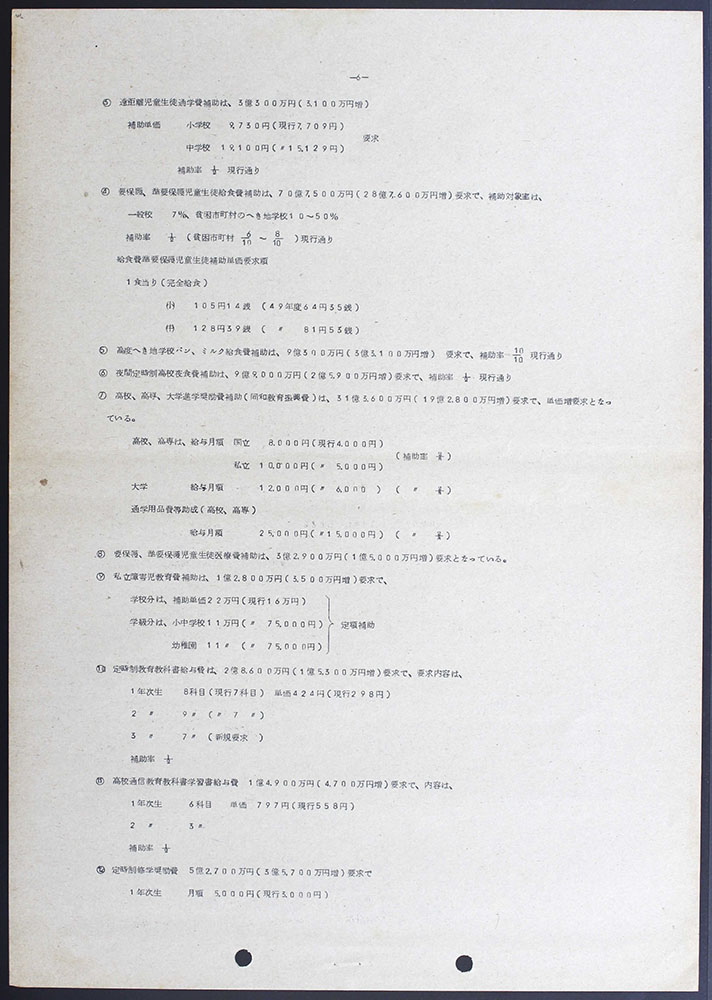 —6—
③ 遠距離児童生徒通学費補助は、3億300万円(3,100万円増)
補助単価 小学校 9,730円(現行7,709円)
要求
中学校 19,100円(〃15,129円)
補助率 1/2 現行通り
④ 要保護、準要保護児童生徒給食費補助は、70億7,500万円(28億7,600万円増)要求で、補助対象率は、
一般校 7%、貧困市町村のへき地学校10~50%
補助率 1/2 (貧困市町村 6/10 ~ 8/10 )現行通り
給食費準要保護児童生徒補助単価要求額
1食当り(完全給食)
(小) 105円14銭 (49年度64円35銭)
(中) 128円39銭 ( 〃 81円53銭)
⑤ 高度へき地学校パン、ミルク給食費補助は、9億300万円(3億3,100万円増) 要求で、補助率 10/10 現行通り
⑥ 夜間定時制高校夜食費補助は、9億9,000万円(2億5,900万円増)要求で、補助率 1/3 現行通り
⑦ 高校、高専、大学進学奨励費補助(同和教育振興費)は、31億3,600万円(19億2,800万円増)要求で、単価増要求となっ
ている。
高校、高専は、給与月額 国立 8,000円(現行4,000円)
(補助率 2/3)
私立 10,000円(〃 5,000円)
大学 給与月額 12,000円(〃 6,000 ) ( 〃 2/3)
通学用品費等助成(高校、高専)
給与月額 25,000円(〃15,000円) ( 〃 2/3)
⑧ 要保護、準要保護児童生徒医療費補助は、3億2,900万円(1億5,000万円増)要求となっている。
⑨ 私立障害児教育費補助は、1億2,800万円(3,500万円増)要求で、
学校分は、補助単価22万円(現行16万円)
学級分は、小中学校11万円(〃 75,000円) 定額補助
幼稚園 11〃 (〃 75,000円)
⑩ 定時制教育教科書給与費は、2億8,600万円(1億5,300万円増)要求で、要求内容は、
1年次生 8科目(現行7科目) 単価424円(現行298円)
2 〃 9〃 (〃 7 〃)
3 〃 7〃 (新規要求 )
補助率
⑪ 高校通信教育教科書学習書給与費 1億4,900万円(4,700万円増)要求で、内容は、
1年次生 6科目 単価 797円(現行558円)
2 〃 3〃
補助率
⑫ 定時制修学奨励費 5億2,700万円(3億5,700万円増)要求で
1年次生 月額 5,000円(現行3,000円)